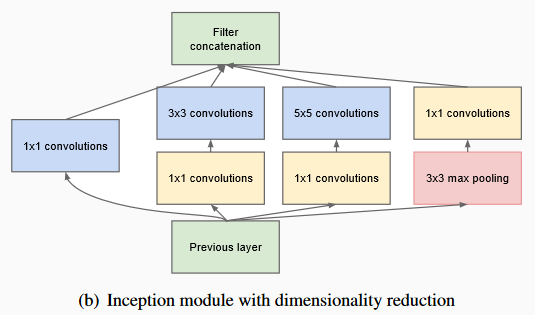 Filter
concatenation
3x3 convolutions
5x5 convolutions
1x1 convolutions
1x1 convolutions
1x1 convolutions
1x1 convolutions
3x3 max pooling
Previous layer
(b) Inception module with dimensionality reduction